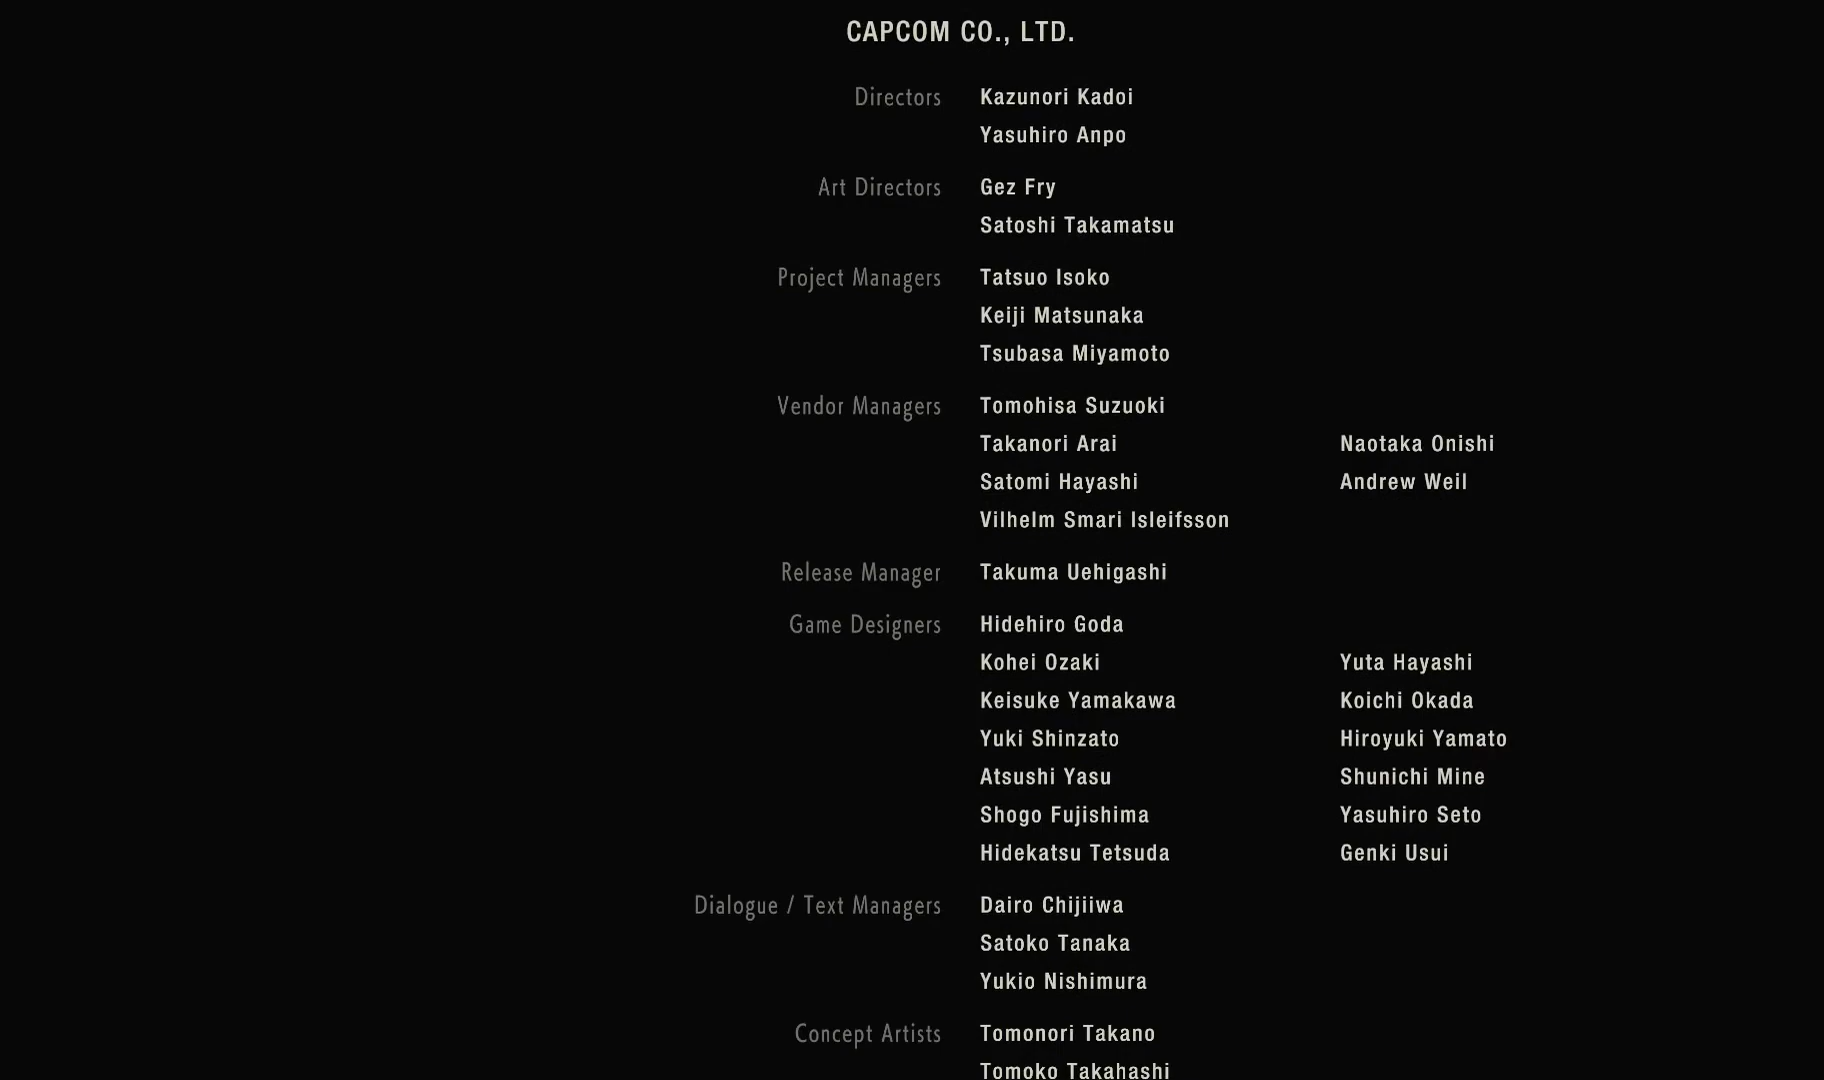 CAPCOM CO., LTD.
Directors Kazunori Kadoi
Yasuhiro Anpo
Art Directors Gez Fry
Satoshi Takamatsu
Project Managers Tatsuo Isoko
Keiji Matsunaka
Tsubasa Miyamoto
Vendor Managers Tomohisa Suzuoki
Takanori Arai Naotaka Onishi
Satomi Hayashi Andrew Weil
Vilhelm Smari Isleifsson
Release Manager Takuma Uehigashi
Game Designers Hidehiro Goda
Kohei Ozaki Yuta Hayashi
Keisuke Yamakawa Koichi Okada
Yuki Shinzato Hiroyuki Yamato
Atsushi Yasu Shunichi Mine
Shogo Fujishima Yasuhiro Seto
Hidekatsu Tetsuda Genki Usui
Dialogue / Text Managers Dairo Chijiiwa
Satoko Tanaka
Yukio Nishimura
Concept Artists Tomonori Takano
Tomoko Takahashi